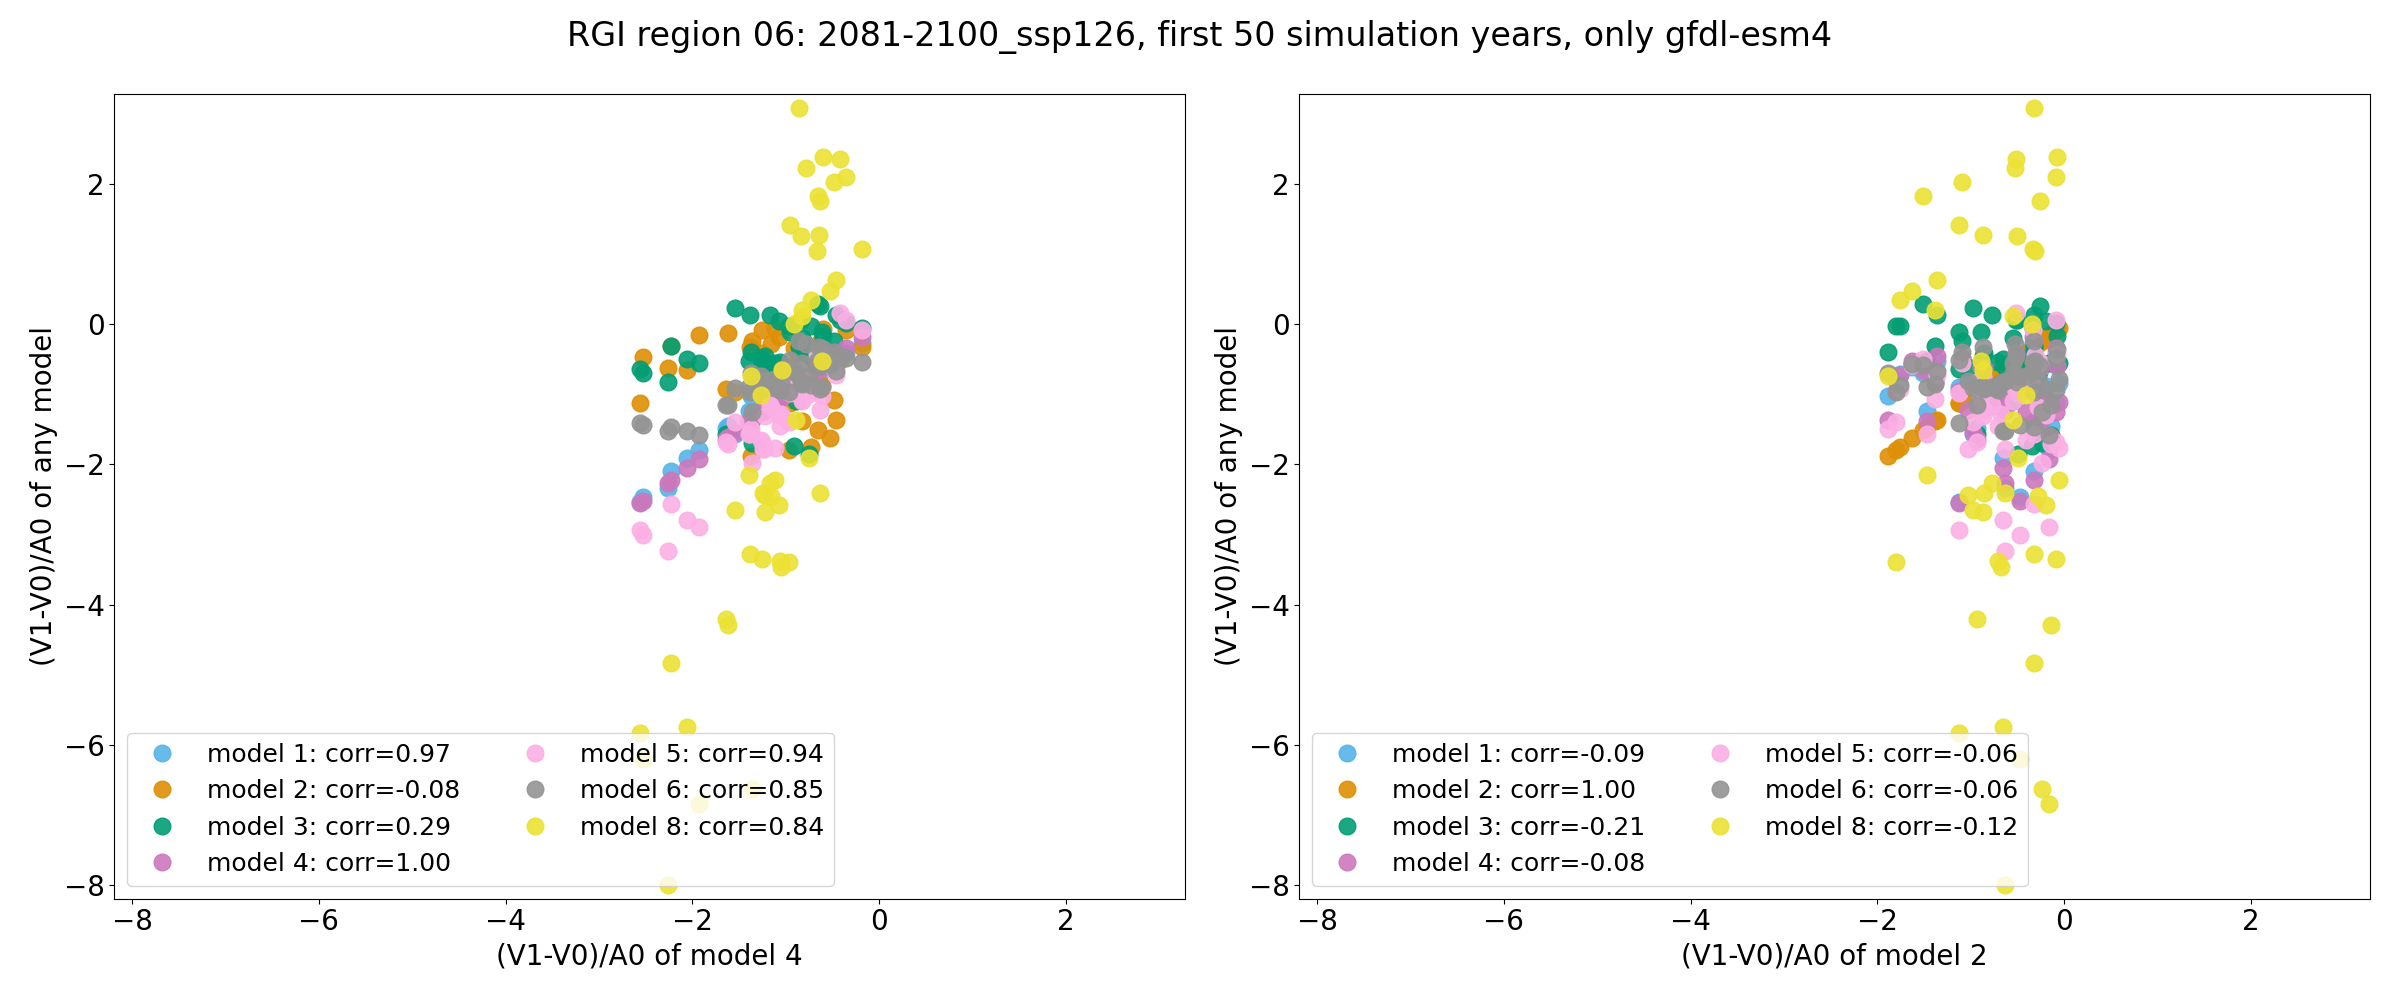 RGI region 06: 2081-2100_ssp126, first 50 simulation years, only gfdl-esm4
(V1-V0)/A0 of any model
2
0
−2
−4
−6
−8
model 1: corr=0.97
model 2: corr=-0.08
model 3: corr=0.29
model 4: corr=1.00
model 5: corr=0.94
model 6: corr=0.85
model 8: corr=0.84
−8 −6 −4 −2 0 2
(V1-V0)/A0 of model 4
(V1-V0)/A0 of any model
2
0
−2
−4
−6
−8
model 1: corr=-0.09
model 2: corr=1.00
model 3: corr=-0.21
model 4: corr=-0.08
model 5: corr=-0.06
model 6: corr=-0.06
model 8: corr=-0.12
−8 −6 −4 −2 0 2
(V1-V0)/A0 of model 2